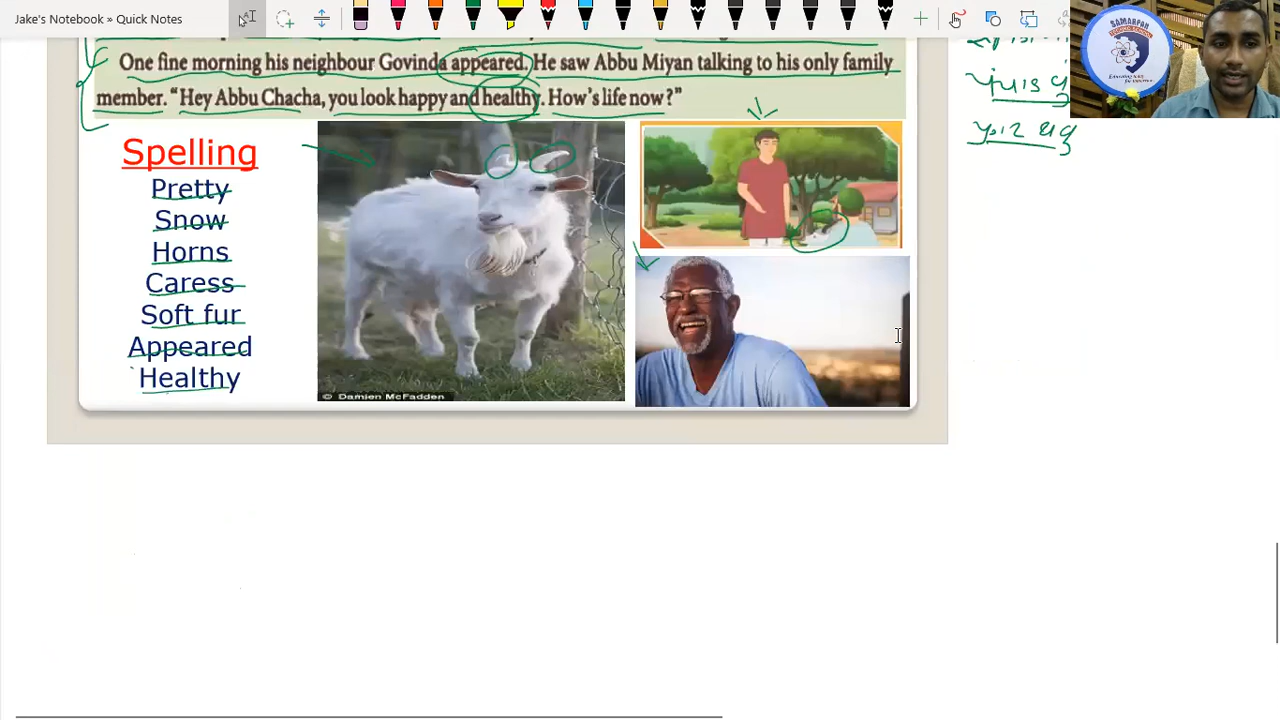 Jake's Notebook » Quick Notes
One fine morning his neighbour Govinda appeared. He saw Abbu Miyan talking to his only family
member. “Hey Abbu Chacha, you look happy and healthy. How’s life now?”
Spelling
Pretty
Snow
Horns
Caress
Soft fur
Appeared
Healthy
© Damien McFadden
SAMARPAN